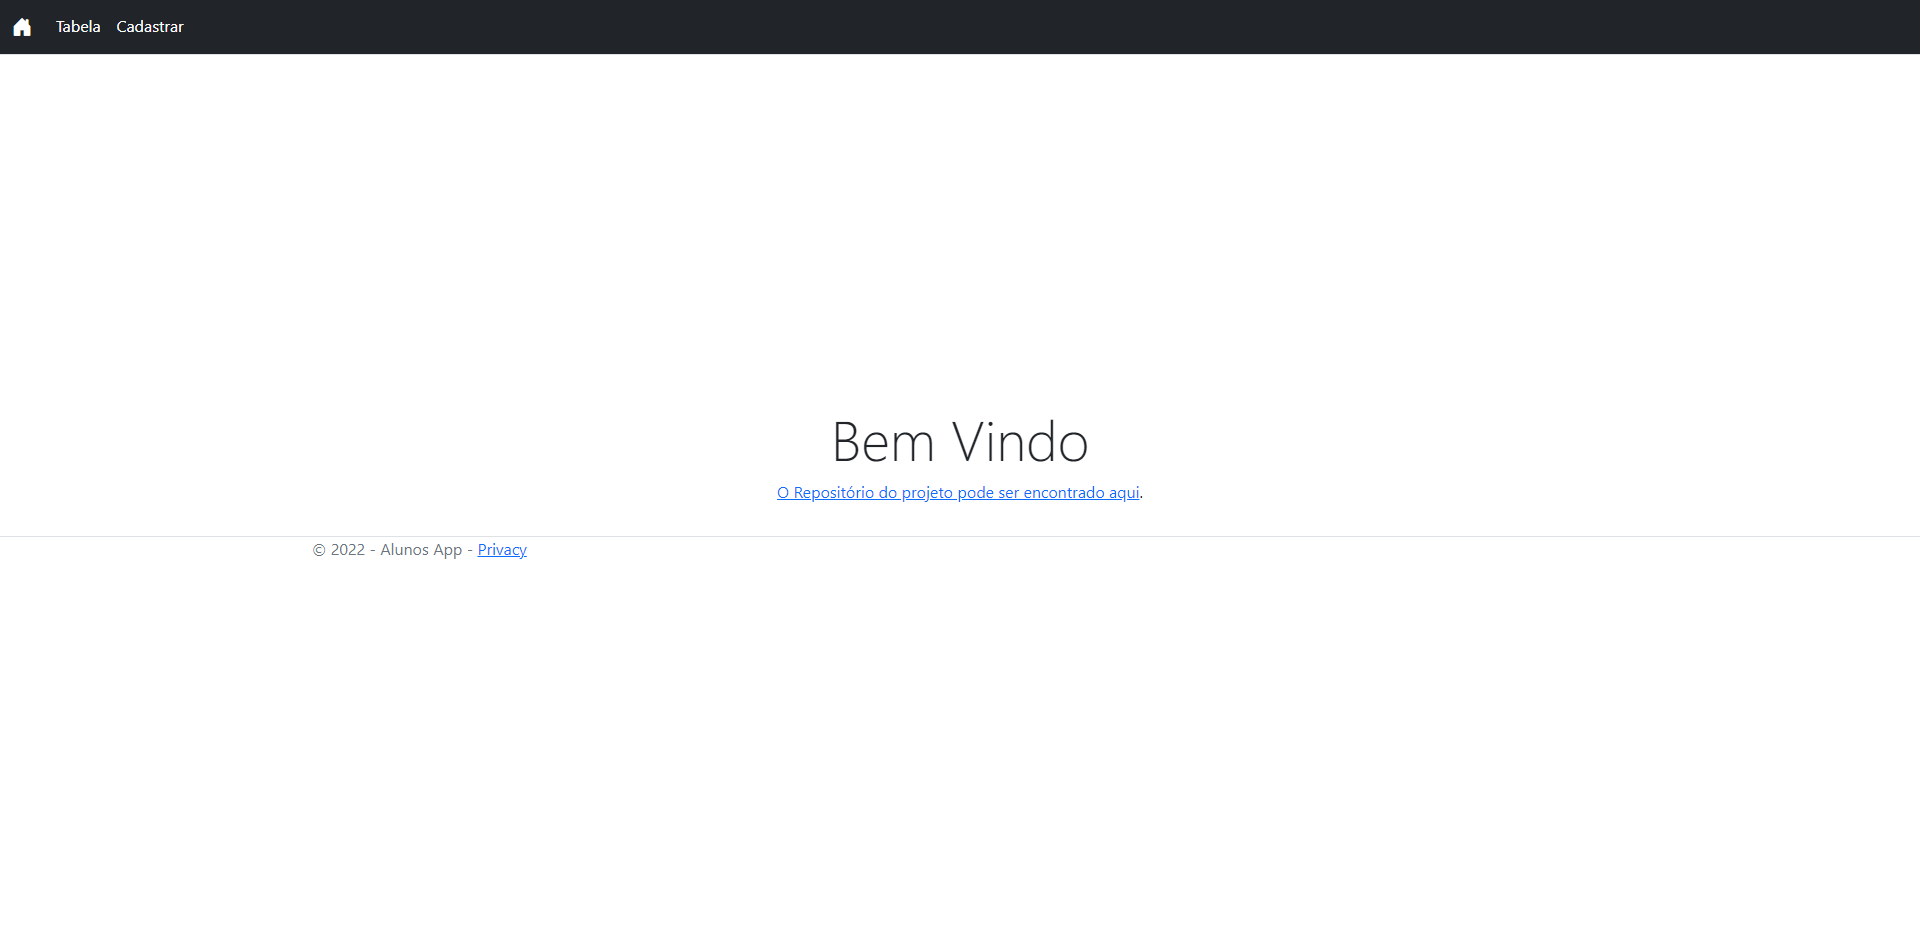 Tabela Cadastrar
Bem Vindo
O Repositório do projeto pode ser encontrado aqui.
© 2022 - Alunos App - Privacy